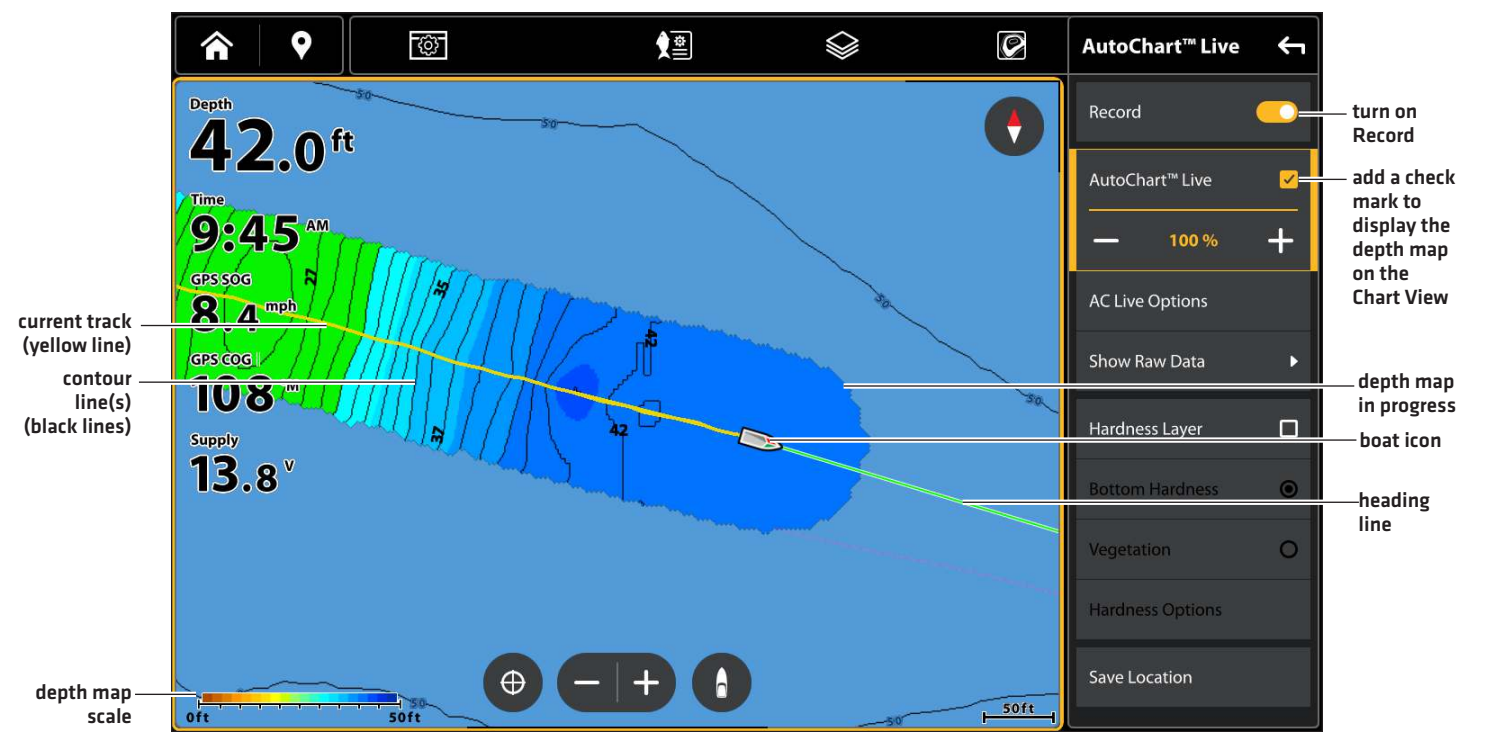 AutoChart™ Live
Depth
42.0 ft
Time
9:45 AM
GPS SOG
8.4 mph
GPS COG
108 °M
Supply
13.8 V
50
50
50
50
50
50
27
35
37
42
42
0ft
50ft
50ft
Record
AutoChart™ Live
100 %
AC Live Options
Show Raw Data
Hardness Layer
Bottom Hardness
Vegetation
Hardness Options
Save Location
current track
(yellow line)
contour
line(s)
(black lines)
depth map
scale
turn on
Record
add a check
mark to
display the
depth map
on the
Chart View
depth map
in progress
boat icon
heading
line